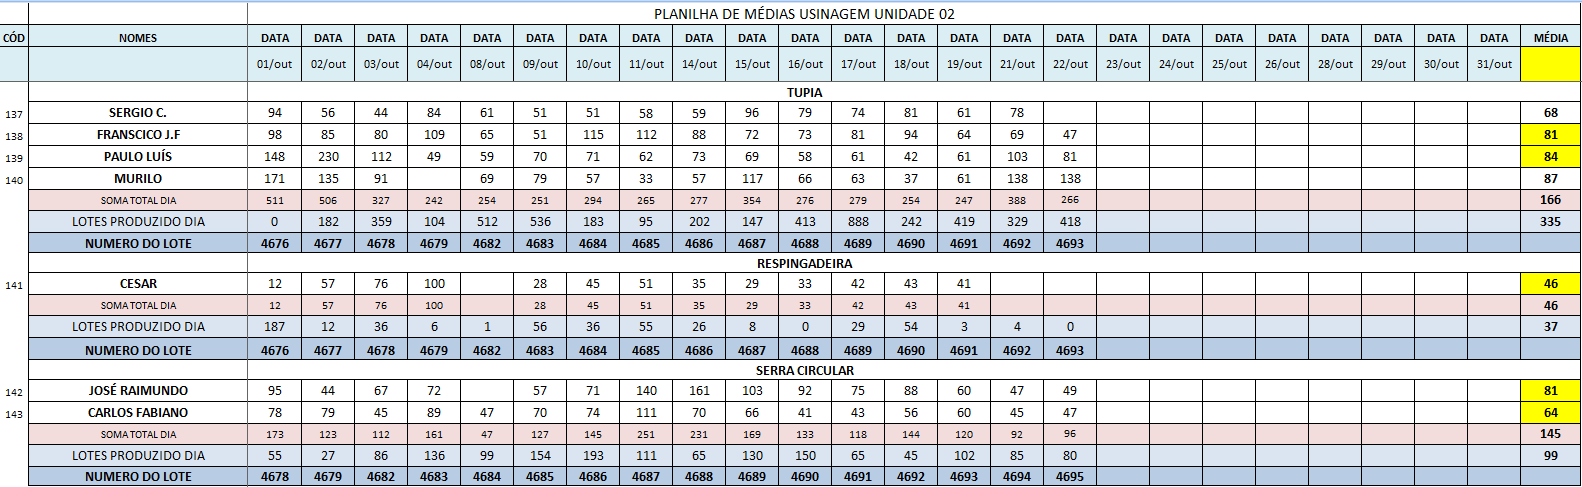 PLANILHA DE MÉDIAS USINAGEM UNIDADE 02
CÓD NOMES DATA DATA DATA DATA DATA DATA DATA DATA DATA DATA DATA DATA DATA DATA DATA DATA DATA DATA DATA DATA DATA DATA DATA DATA MÉDIA
01/out 02/out 03/out 04/out 08/out 09/out 10/out 11/out 14/out 15/out 16/out 17/out 18/out 19/out 21/out 22/out 23/out 24/out 25/out 26/out 28/out 29/out 30/out 31/out
TUPIA
137 SERGIO C. 94 56 44 84 61 51 51 58 59 96 79 74 81 61 78 68
138 FRANSCICO J.F 98 85 80 109 65 51 115 112 88 72 73 81 94 64 69 47 81
139 PAULO LUÍS 148 230 112 49 59 70 71 62 73 69 58 61 42 61 103 81 84
140 MURILO 171 135 91 69 79 57 33 57 117 66 63 37 61 138 138 87
SOMA TOTAL DIA 511 506 327 242 254 251 294 265 277 354 276 279 254 247 388 266 166
LOTES PRODUZIDO DIA 0 182 359 104 512 536 183 95 202 147 413 888 242 419 329 418 335
NUMERO DO LOTE 4676 4677 4678 4679 4682 4683 4684 4685 4686 4687 4688 4689 4690 4691 4692 4693
RESPINGADEIRA
141 CESAR 12 57 76 100 28 45 51 35 29 33 42 43 41 46
SOMA TOTAL DIA 12 57 76 100 28 45 51 35 29 33 42 43 41 46
LOTES PRODUZIDO DIA 187 12 36 6 1 56 36 55 26 8 0 29 54 3 4 0 37
NUMERO DO LOTE 4676 4677 4678 4679 4682 4683 4684 4685 4686 4687 4688 4689 4690 4691 4692 4693
SERRA CIRCULAR
142 JOSÉ RAIMUNDO 95 44 67 72 57 71 140 161 103 92 75 88 60 47 49 81
143 CARLOS FABIANO 78 79 45 89 47 70 74 111 70 66 41 43 56 60 45 47 64
SOMA TOTAL DIA 173 123 112 161 47 127 145 251 231 169 133 118 144 120 92 96 145
LOTES PRODUZIDO DIA 55 27 86 136 99 154 193 111 65 130 150 65 45 102 85 80 99
NUMERO DO LOTE 4678 4679 4682 4683 4684 4685 4686 4687 4688 4689 4690 4691 4692 4693 4694 4695